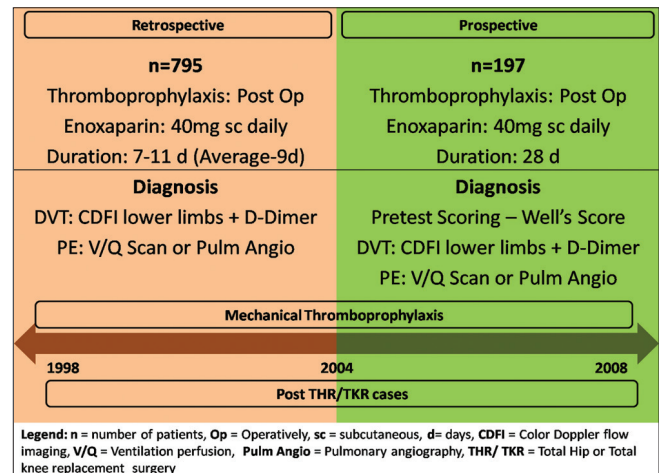 Retrospective
n=795
Thromboprophylaxis: Post Op
Enoxaparin: 40mg sc daily
Duration: 7-11 d (Average-9d)
Diagnosis
DVT: CDFI lower limbs + D-Dimer
PE: V/Q Scan or Pulm Angio
Prospective
n=197
Thromboprophylaxis: Post Op
Enoxaparin: 40mg sc daily
Duration: 28 d
Diagnosis
Pretest Scoring – Well's Score
DVT: CDFI lower limbs + D-Dimer
PE: V/Q Scan or Pulm Angio
Mechanical Thromboprophylaxis
1998 2004 2008
Post THR/TKR cases
Legend: n = number of patients, Op = Operatively, sc = subcutaneous, d= days, CDFI = Color Doppler flow
imaging, V/Q = Ventilation perfusion, Pulm Angio = Pulmonary angiography, THR/ TKR = Total Hip or Total
knee replacement surgery